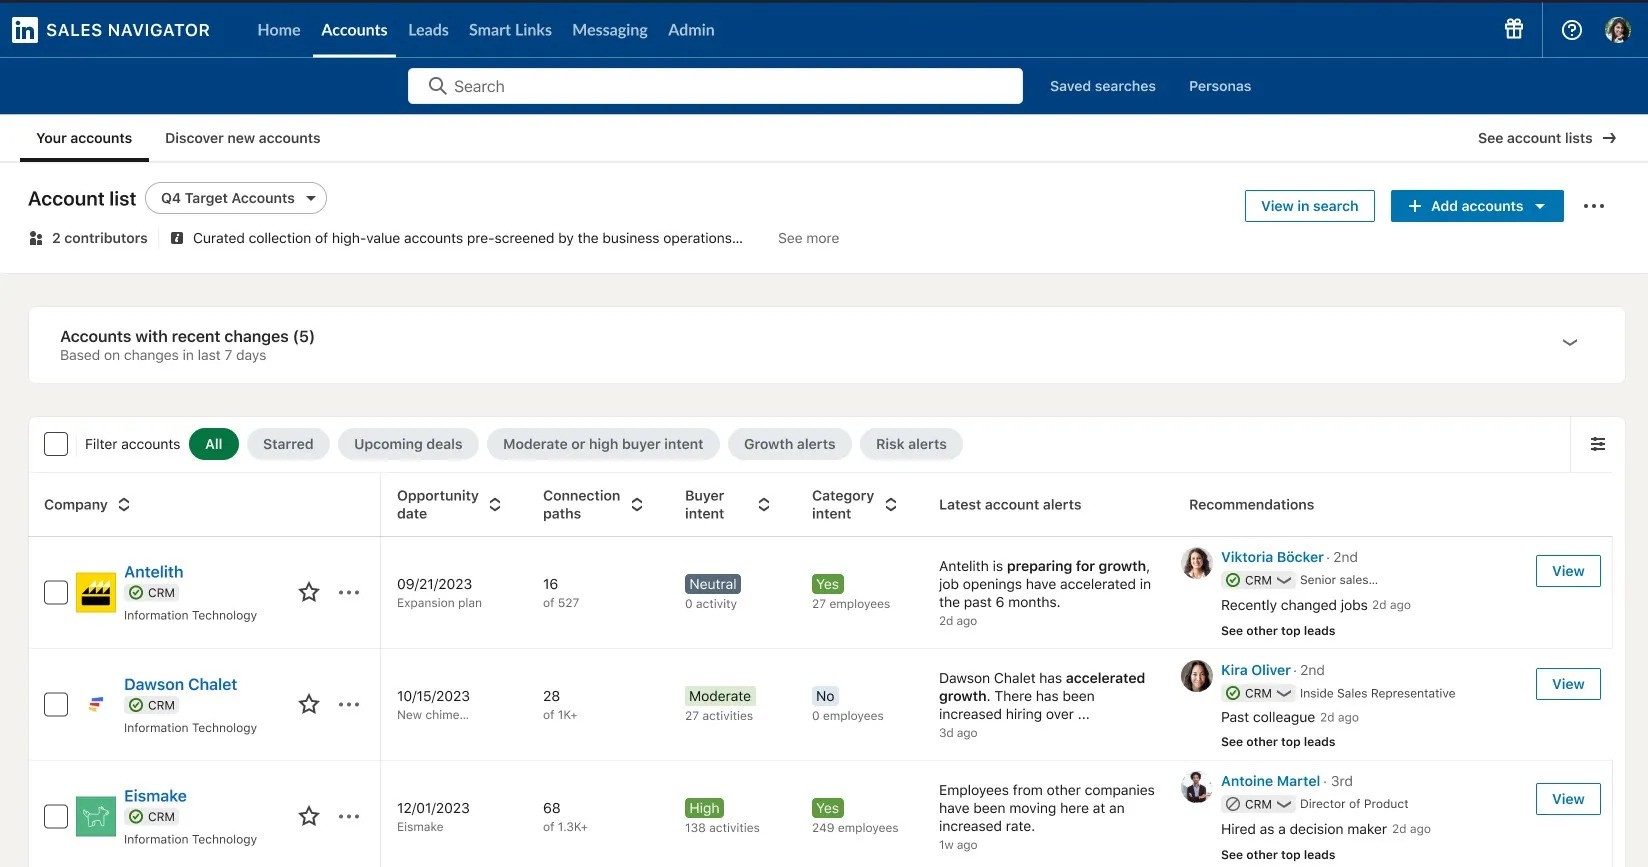 in SALES NAVIGATOR
Home Accounts Leads Smart Links Messaging Admin
Search
Saved searches Personas
Your accounts Discover new accounts
See account lists →
Account list Q4 Target Accounts
View in search + Add accounts
2 contributors Curated collection of high-value accounts pre-screened by the business operations... See more
Accounts with recent changes (5)
Based on changes in last 7 days
Filter accounts All Starred Upcoming deals Moderate or high buyer intent Growth alerts Risk alerts
Company
Opportunity
date
Connection
paths
Buyer
intent
Category
intent
Latest account alerts
Recommendations
Antelith
CRM
Information Technology
09/21/2023
Expansion plan
16
of 527
Neutral
0 activity
Yes
27 employees
Antelith is preparing for growth,
job openings have accelerated in
the past 6 months.
2d ago
Viktoria Böcker · 2nd
CRM Senior sales...
Recently changed jobs 2d ago
See other top leads
View
Dawson Chalet
CRM
Information Technology
10/15/2023
New chime...
28
of 1K+
Moderate
27 activities
No
0 employees
Dawson Chalet has accelerated
growth. There has been
increased hiring over ...
3d ago
Kira Oliver · 2nd
CRM Inside Sales Representative
Past colleague 2d ago
See other top leads
View
Eismake
CRM
Information Technology
12/01/2023
Eismake
68
of 1.3K+
High
138 activities
Yes
249 employees
Employees from other companies
have been moving here at an
increased rate.
1w ago
Antoine Martel · 3rd
CRM Director of Product
Hired as a decision maker 2d ago
See other top leads
View